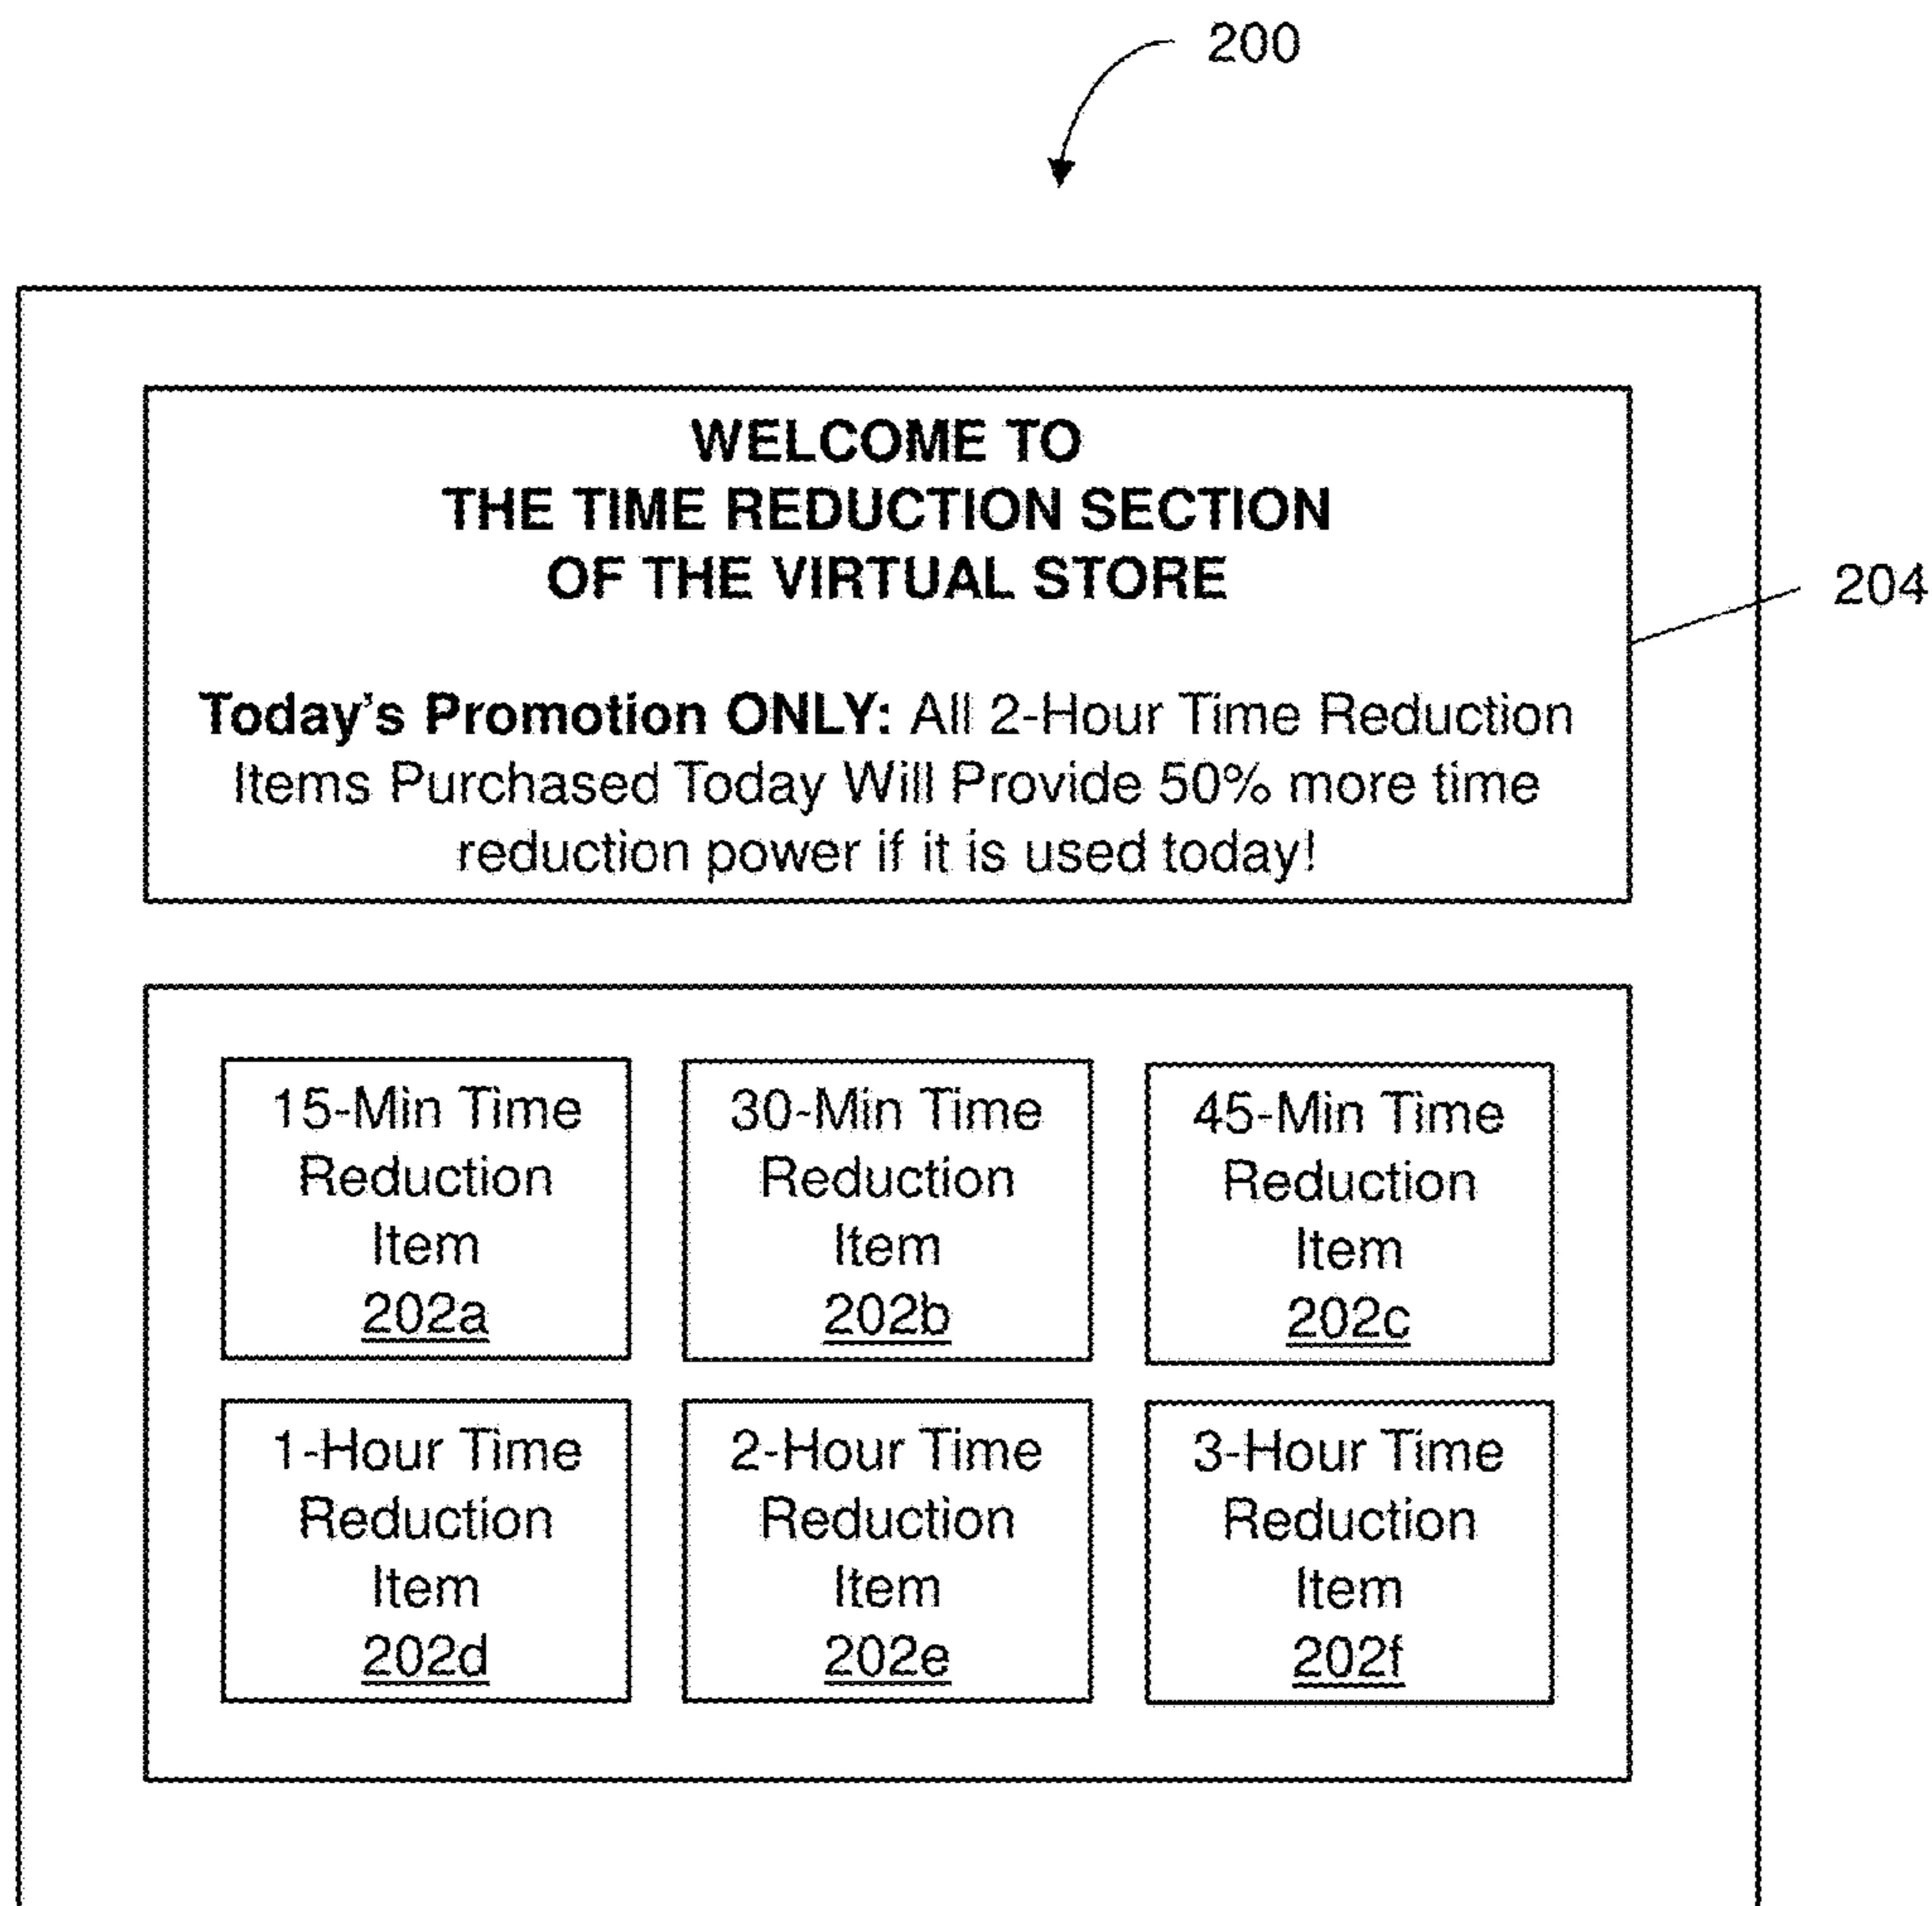 200
WELCOME TO
THE TIME REDUCTION SECTION
OF THE VIRTUAL STORE
204
Today's Promotion ONLY: All 2-Hour Time Reduction
Items Purchased Today Will Provide 50% more time
reduction power if it is used today!
15-Min Time
Reduction
Item
202a
30-Min Time
Reduction
Item
202b
45-Min Time
Reduction
Item
202c
1-Hour Time
Reduction
Item
202d
2-Hour Time
Reduction
Item
202e
3-Hour Time
Reduction
Item
202f